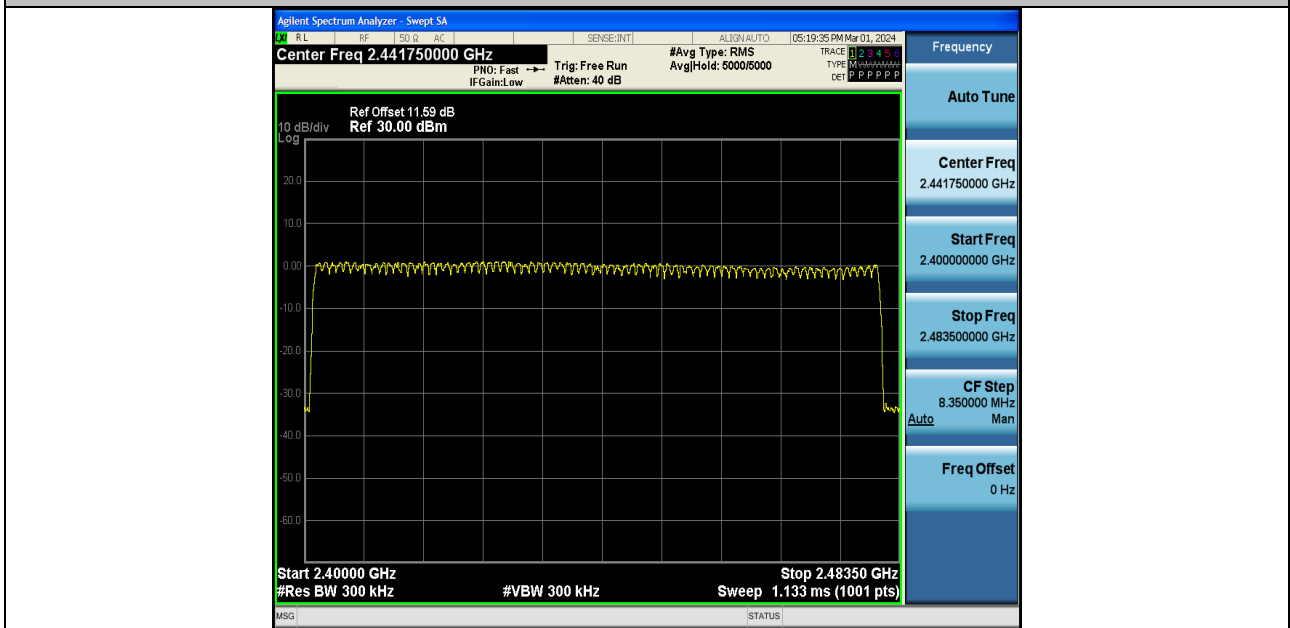 Agilent Spectrum Analyzer - Swept SA
LXI RL RF 50 Ω AC SENSE:INT ALIGN AUTO 05:19:35 PM Mar 01, 2024
Center Freq 2.441750000 GHz
PNO: Fast
IFGain:Low
Trig: Free Run
#Atten: 40 dB
#Avg Type: RMS
Avg|Hold: 5000/5000
TRACE 1 2 3 4 5 6
TYPE M
DET P P P P P P
Ref Offset 11.59 dB
10 dB/div Ref 30.00 dBm
Log
20.0
10.0
0.00
-10.0
-20.0
-30.0
-40.0
-50.0
-60.0
Start 2.40000 GHz Stop 2.48350 GHz
#Res BW 300 kHz #VBW 300 kHz Sweep 1.133 ms (1001 pts)
MSG STATUS
Frequency
Auto Tune
Center Freq
2.441750000 GHz
Start Freq
2.400000000 GHz
Stop Freq
2.483500000 GHz
CF Step
8.350000 MHz
Auto Man
Freq Offset
0 Hz